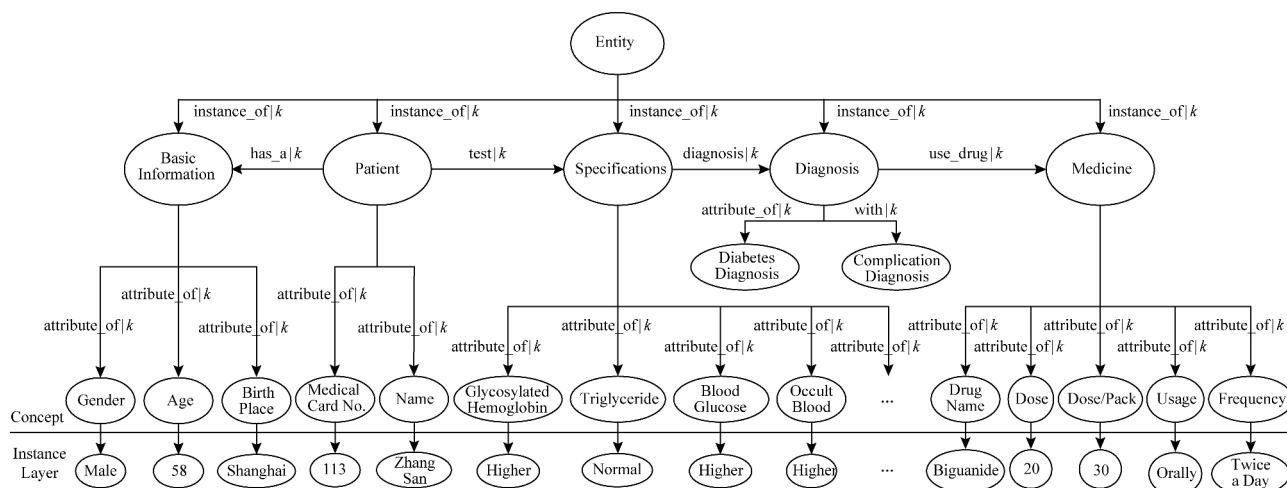 Entity
instance_of|k instance_of|k instance_of|k instance_of|k instance_of|k
Basic
Information
has_a|k
Patient
test|k
Specifications
diagnosis|k
Diagnosis
use_drug|k
Medicine
attribute_of|k with|k
Diabetes
Diagnosis
Complication
Diagnosis
attribute_of|k attribute_of|k
attribute_of|k attribute_of|k attribute_of|k attribute_of|k attribute_of|k attribute_of|k attribute_of|k attribute_of|k
attribute_of|k attribute_of|k attribute_of|k attribute_of|k attribute_of|k
Gender
Age
Birth
Place
Medical
Card No.
Name
Glycosylated
Hemoglobin
Triglyceride
Blood
Glucose
Occult
Blood
...
Drug
Name
Dose
Dose/Pack
Usage
Frequency
Concept
Instance
Layer
Male
58
Shanghai
113
Zhang
San
Higher
Normal
Higher
Higher
...
Biguanide
20
30
Orally
Twice
a Day